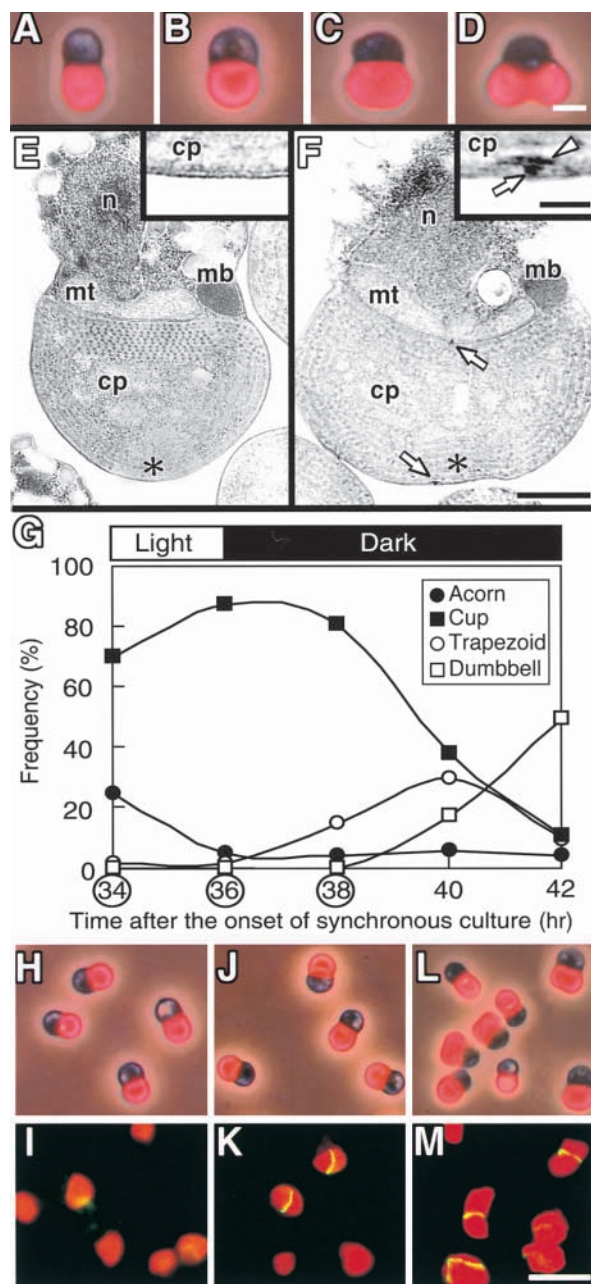 A
B
C
D
E
cp
n
mt
mb
cp
*
F
cp
n
mt
mb
cp
*
G
Light Dark
100
80
60
40
20
0
Frequency (%)
Acorn
Cup
Trapezoid
Dumbbell
34 36 38 40 42
Time after the onset of synchronous culture (hr)
H
J
L
I
K
M